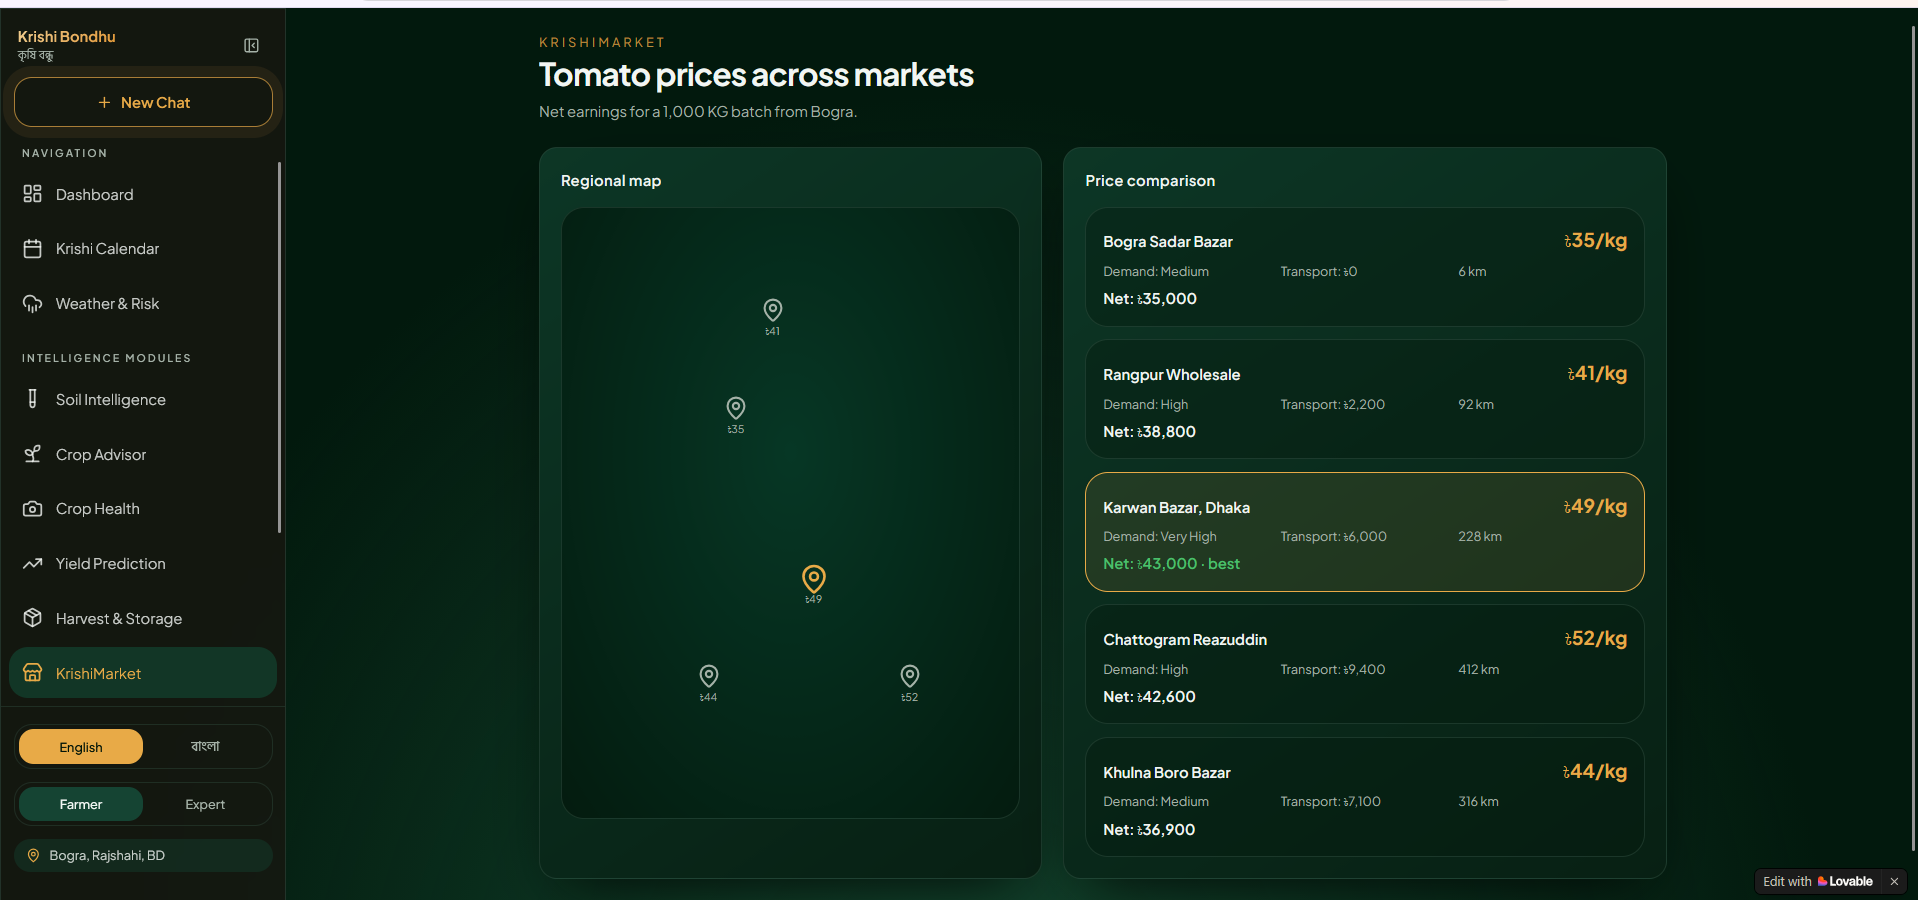 Krishi Bondhu
কৃষি বন্ধু
+ New Chat
NAVIGATION
Dashboard
Krishi Calendar
Weather & Risk
INTELLIGENCE MODULES
Soil Intelligence
Crop Advisor
Crop Health
Yield Prediction
Harvest & Storage
KrishiMarket
English
বাংলা
Farmer
Expert
Bogra, Rajshahi, BD
KRISHIMARKET
Tomato prices across markets
Net earnings for a 1,000 KG batch from Bogra.
Regional map
৳41
৳35
৳49
৳44
৳52
Price comparison
Bogra Sadar Bazar ৳35/kg
Demand: Medium Transport: ৳0 6 km
Net: ৳35,000
Rangpur Wholesale ৳41/kg
Demand: High Transport: ৳2,200 92 km
Net: ৳38,800
Karwan Bazar, Dhaka ৳49/kg
Demand: Very High Transport: ৳6,000 228 km
Net: ৳43,000 · best
Chattogram Reazuddin ৳52/kg
Demand: High Transport: ৳9,400 412 km
Net: ৳42,600
Khulna Boro Bazar ৳44/kg
Demand: Medium Transport: ৳7,100 316 km
Net: ৳36,900
Edit with Lovable ×